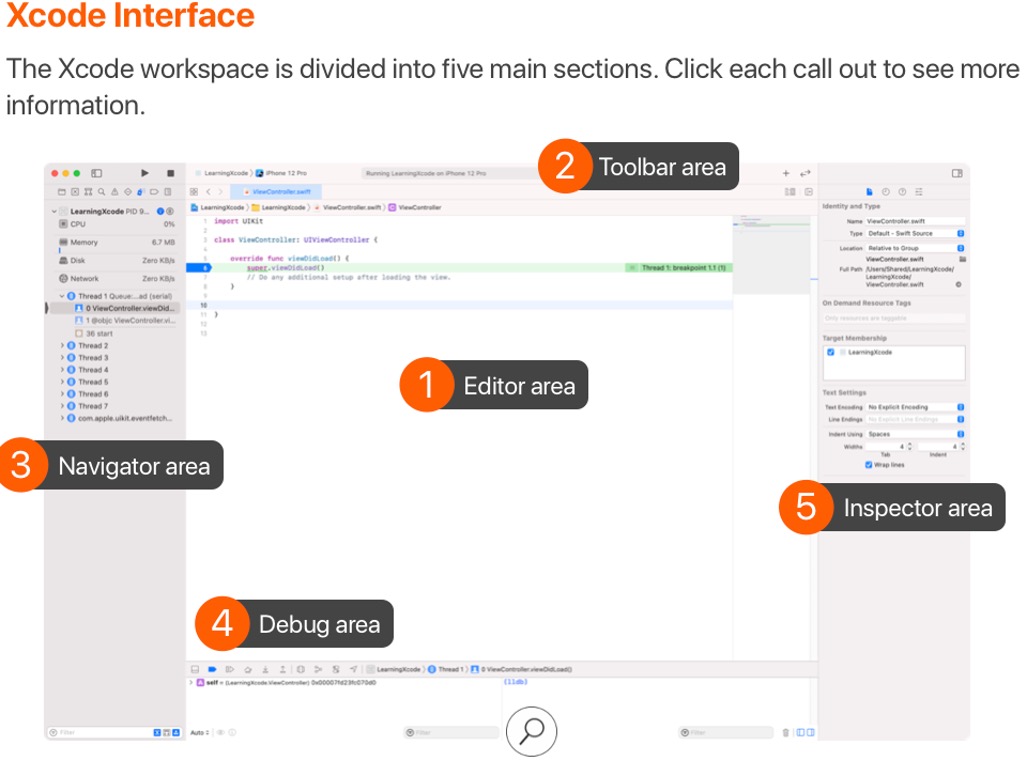 Xcode Interface
The Xcode workspace is divided into five main sections. Click each call out to see more
information.
2 Toolbar area
LearningXcode iPhone 12 Pro
Running LearningXcode on iPhone 12 Pro
ViewController.swift
LearningXcode PID 9...
CPU 0%
Memory 6.7 MB
Disk Zero KB/s
Network Zero KB/s
Thread 1 Queue:...ad (serial)
0 ViewController.viewDid...
1 @objc ViewController.vi...
36 start
Thread 2
Thread 3
Thread 4
Thread 5
Thread 6
Thread 7
com.apple.uikit.eventfetch...
3 Navigator area
Filter
LearningXcode LearningXcode ViewController.swift ViewController
1 import UIKit
2
3 class ViewController: UIViewController {
4
5 override func viewDidLoad() {
6 super.viewDidLoad()
Thread 1: breakpoint 1.1 (1)
7 // Do any additional setup after loading the view.
8 }
9
10
11 }
12
13
1 Editor area
4 Debug area
LearningXcode Thread 1 0 ViewController.viewDidLoad()
self = (LearningXcode.ViewController) 0x00007fd23fc070d0
(lldb)
Auto
Filter
Filter
Identity and Type
Name ViewController.swift
Type Default - Swift Source
Location Relative to Group
ViewController.swift
Full Path /Users/Shared/LearningXcode/
LearningXcode/
ViewController.swift
On Demand Resource Tags
Only resources are taggable
Target Membership
LearningXcode
Text Settings
Text Encoding No Explicit Encoding
Line Endings No Explicit Line Endings
Indent Using Spaces
Widths 4 4
Tab Indent
Wrap lines
5 Inspector area